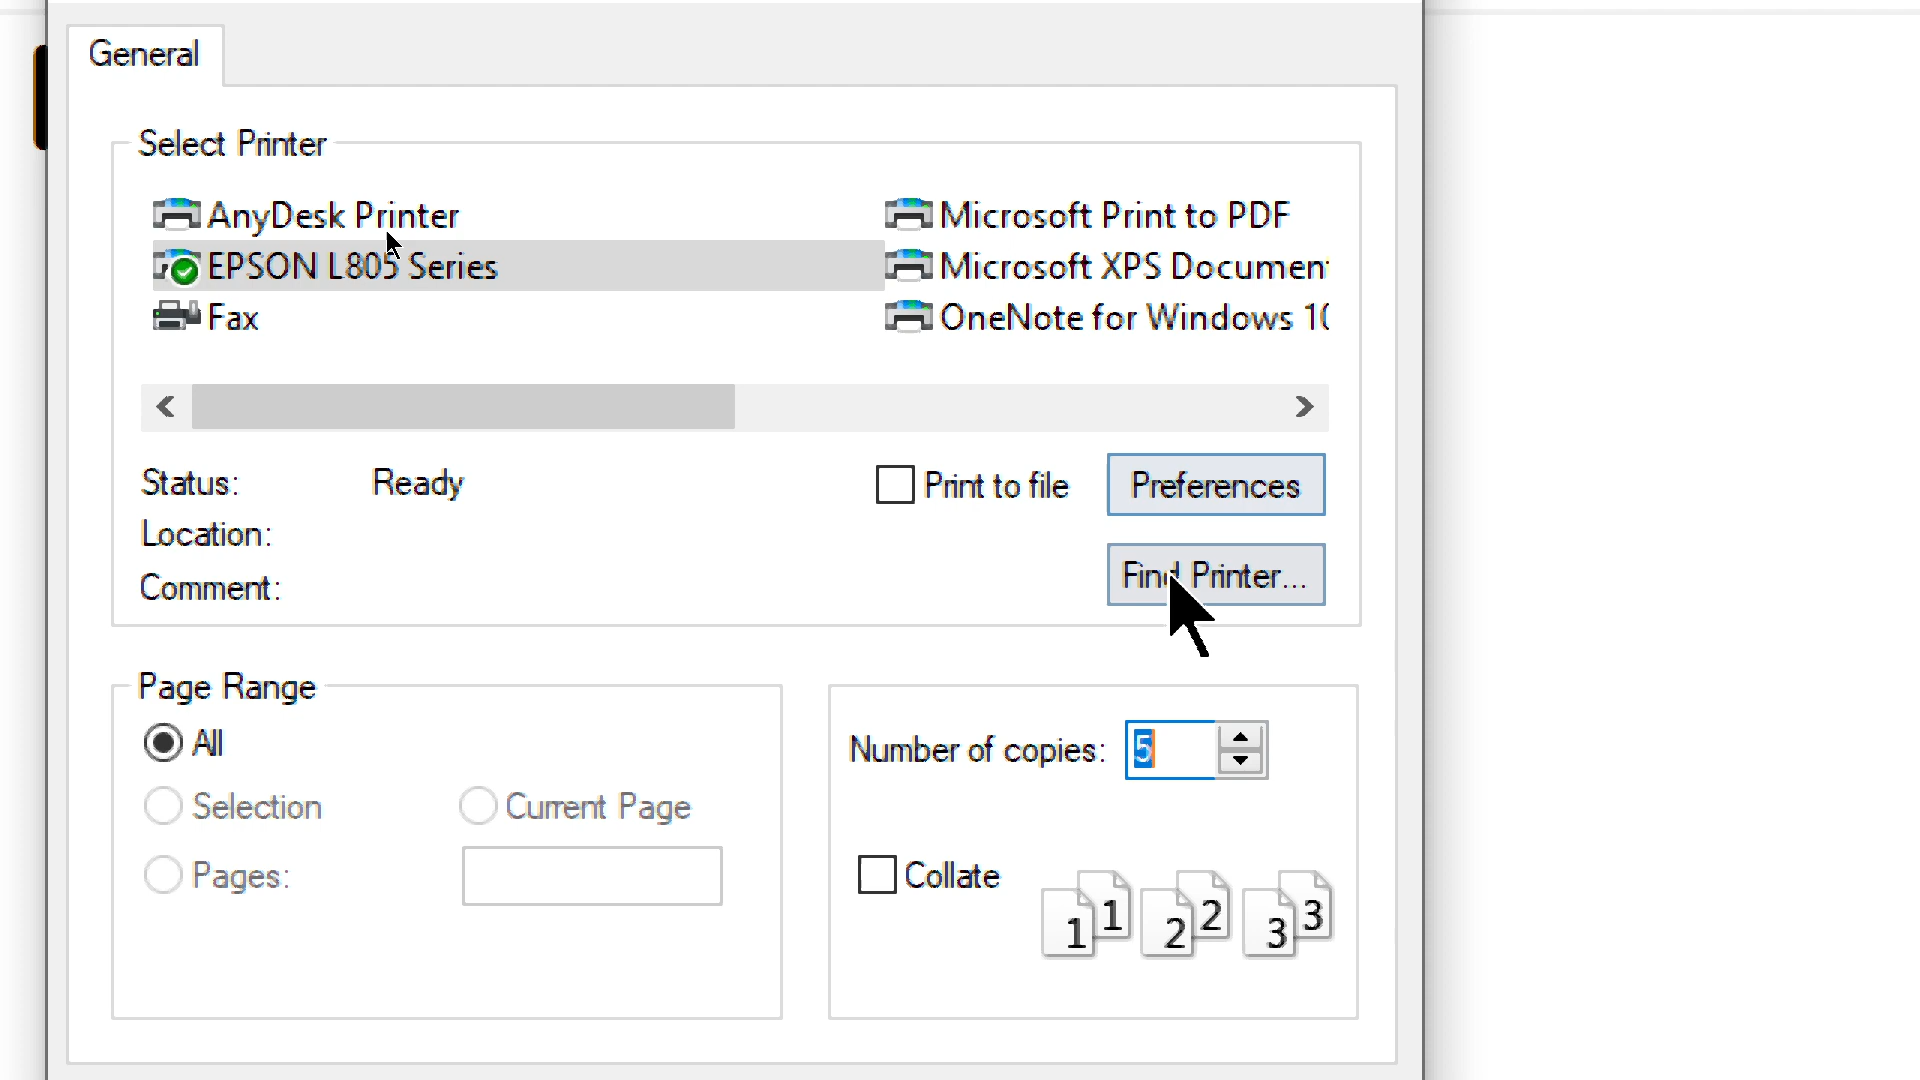 General
Select Printer
AnyDesk Printer
Microsoft Print to PDF
EPSON L805 Series
Microsoft XPS Document
Fax
OneNote for Windows 10
Status: Ready
Print to file
Preferences
Location:
Find Printer...
Comment:
Page Range
All
Number of copies: 5
Selection
Current Page
Pages:
Collate
1 1 2 2 3 3